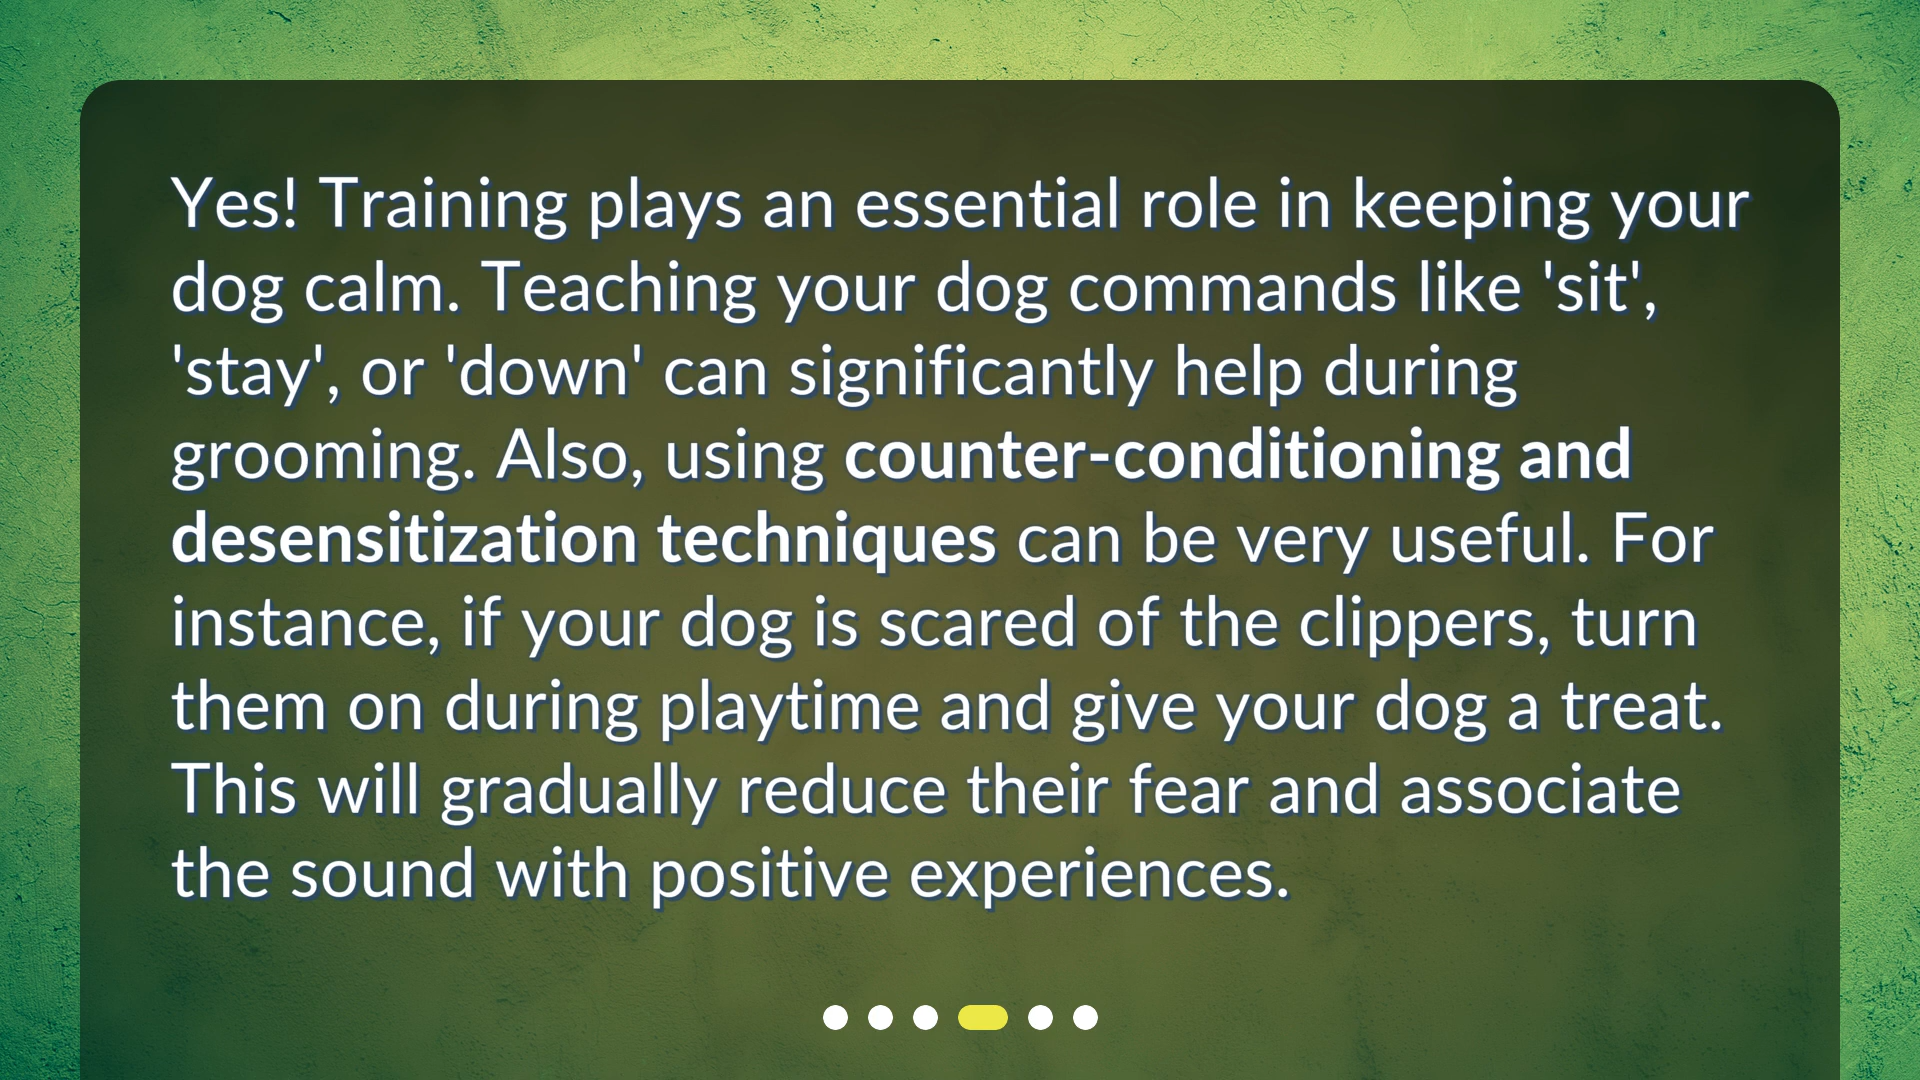 Yes! Training plays an essential role in keeping your
dog calm. Teaching your dog commands like 'sit',
'stay', or 'down' can significantly help during
grooming. Also, using counter-conditioning and
desensitization techniques can be very useful. For
instance, if your dog is scared of the clippers, turn
them on during playtime and give your dog a treat.
This will gradually reduce their fear and associate
the sound with positive experiences.